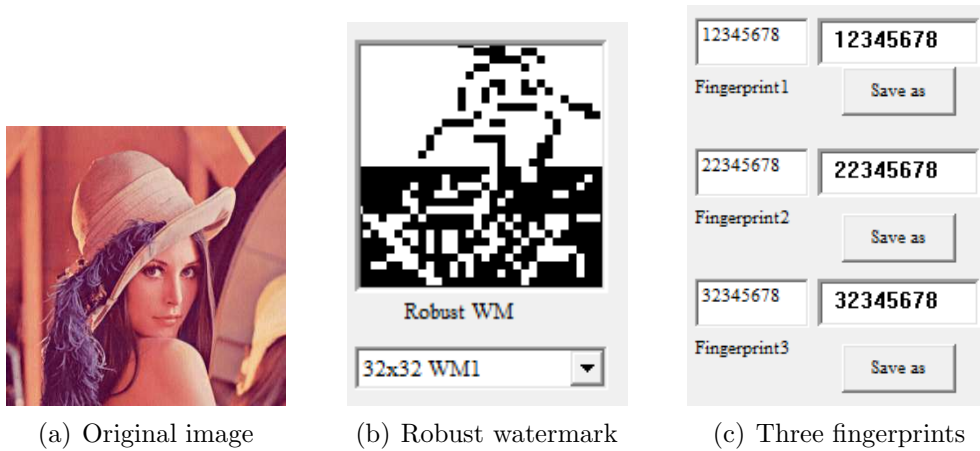 Robust WM
32x32 WM1
12345678 12345678
Fingerprint1 Save as
22345678 22345678
Fingerprint2 Save as
32345678 32345678
Fingerprint3 Save as
(a) Original image (b) Robust watermark (c) Three fingerprints